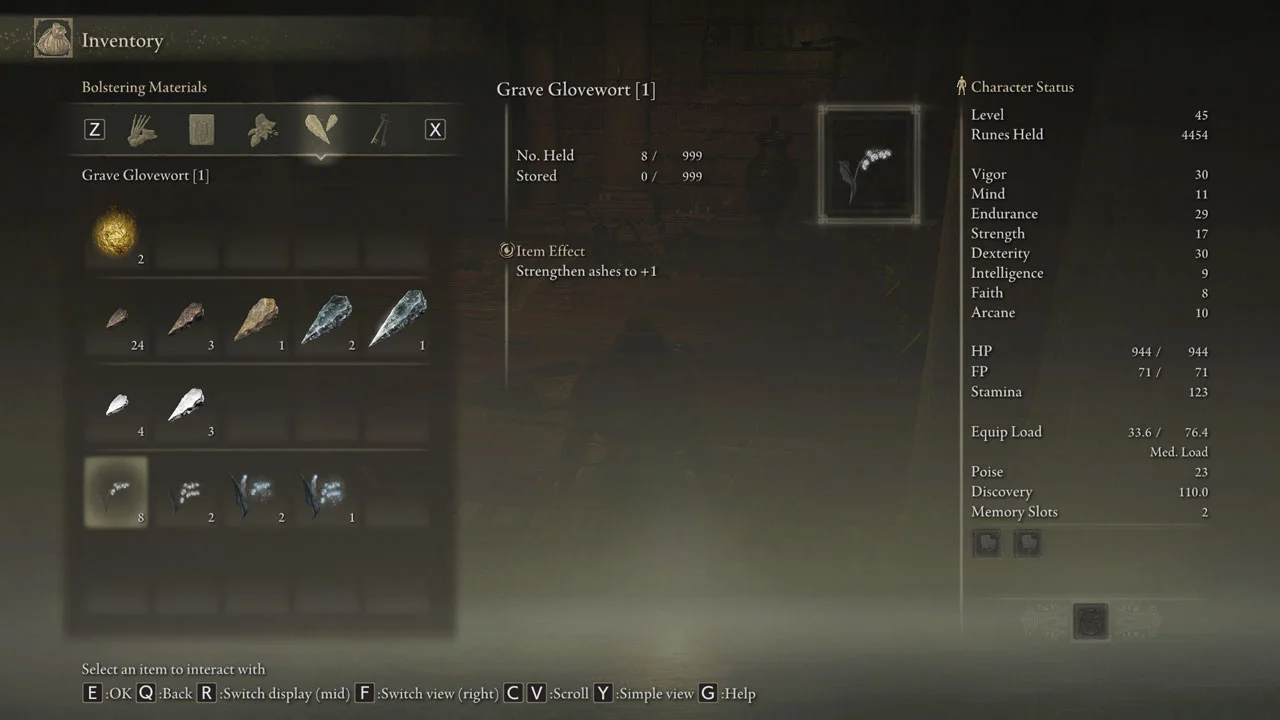 Inventory
Bolstering Materials
Z
X
Grave Glovewort [1]
2
24 3 1 2 1
4 3
8 2 2 1
Grave Glovewort [1]
No. Held 8 / 999
Stored 0 / 999
Item Effect
Strengthen ashes to +1
Character Status
Level 45
Runes Held 4454
Vigor 30
Mind 11
Endurance 29
Strength 17
Dexterity 30
Intelligence 9
Faith 8
Arcane 10
HP 944 / 944
FP 71 / 71
Stamina 123
Equip Load 33.6 / 76.4
Med. Load
Poise 23
Discovery 110.0
Memory Slots 2
Select an item to interact with
E :OK Q :Back R :Switch display (mid) F :Switch view (right) C V :Scroll Y :Simple view G :Help